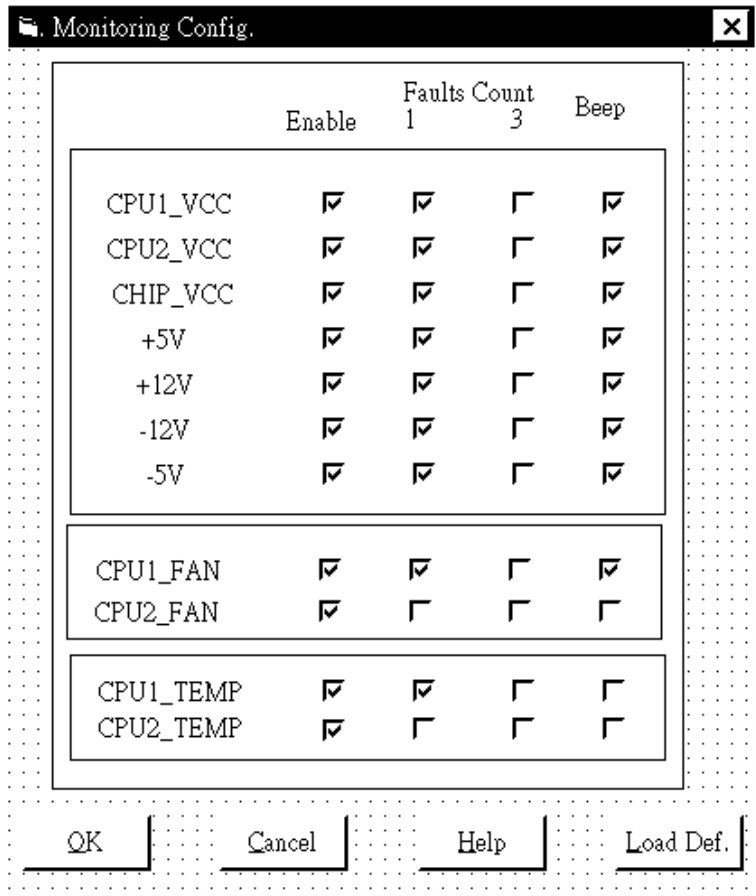 Monitoring Config.
Faults Count
Enable 1 3 Beep
CPU1_VCC
CPU2_VCC
CHIP_VCC
+5V
+12V
-12V
-5V
CPU1_FAN
CPU2_FAN
CPU1_TEMP
CPU2_TEMP
OK Cancel Help Load Def.